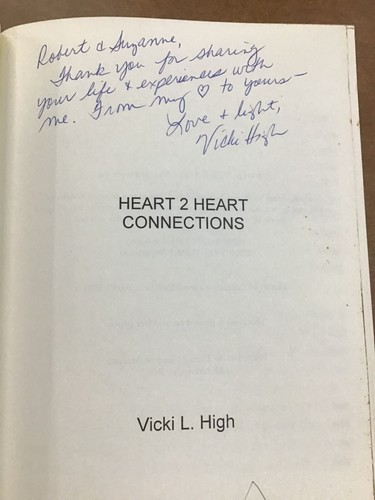 Robert & Suzanne,
Thank you for sharing
your life & experiences with
me. From my ♡ to yours–
Love & light,
Vicki High
HEART 2 HEART
CONNECTIONS
Vicki L. High